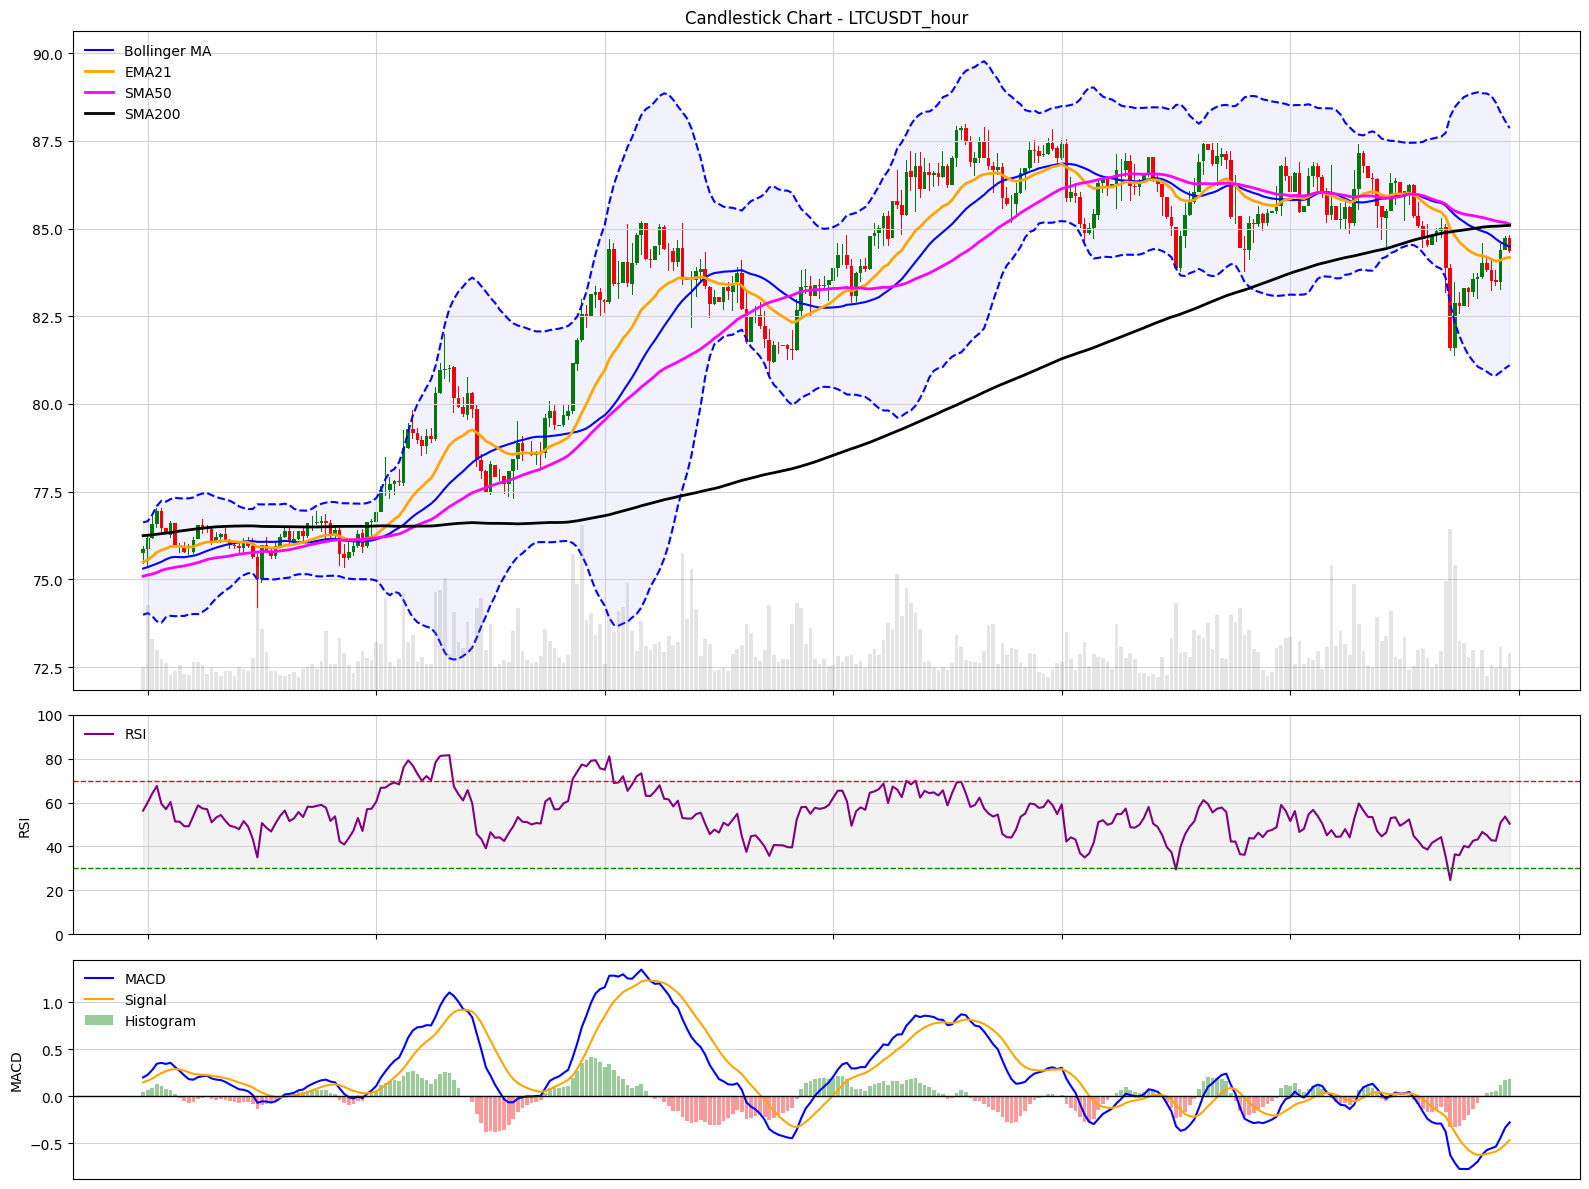 Candlestick Chart - LTCUSDT_hour
90.0
87.5
85.0
82.5
80.0
77.5
75.0
72.5
Bollinger MA
EMA21
SMA50
SMA200
100
80
60
40
20
0
RSI
RSI
1.0
0.5
0.0
−0.5
MACD
MACD
Signal
Histogram